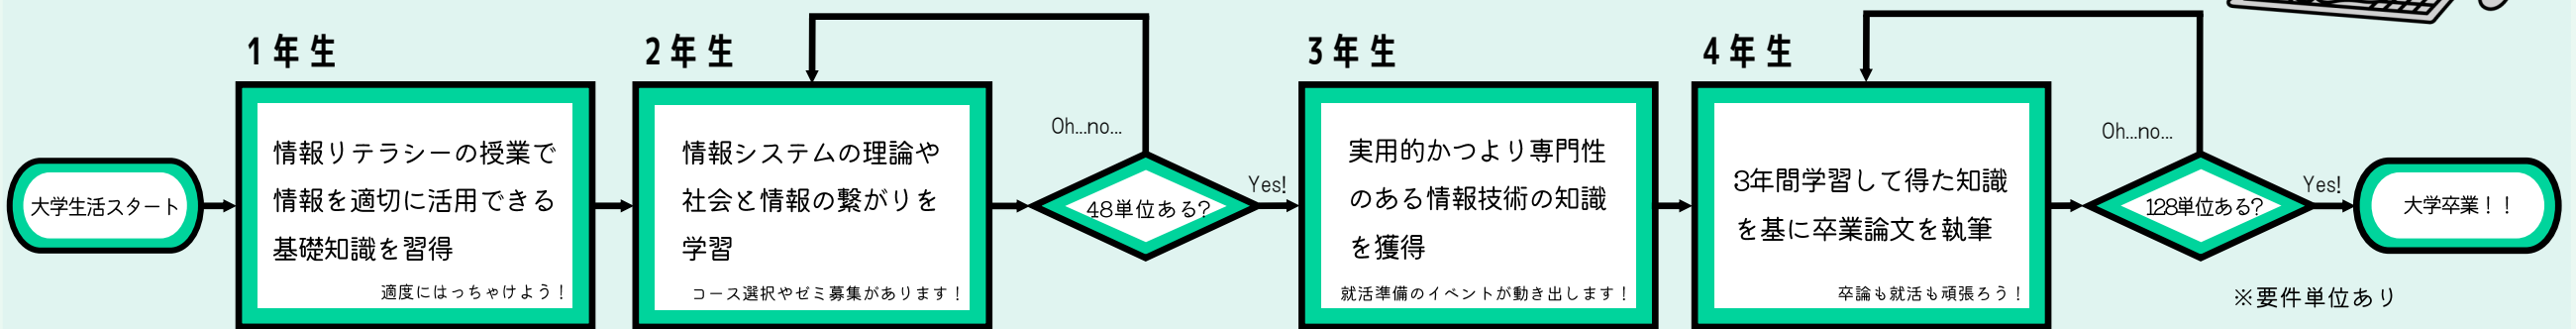 大学生活スタート
1年生
情報リテラシーの授業で
情報を適切に活用できる
基礎知識を習得
適度にはっちゃけよう！
2年生
情報システムの理論や
社会と情報の繋がりを
学習
コース選択やゼミ募集があります！
48単位ある?
Oh...no...
Yes!
3年生
実用的かつより専門性
のある情報技術の知識
を獲得
就活準備のイベントが動き出します！
4年生
3年間学習して得た知識
を基に卒業論文を執筆
卒論も就活も頑張ろう！
128単位ある?
Oh...no...
Yes!
大学卒業！！
※要件単位あり